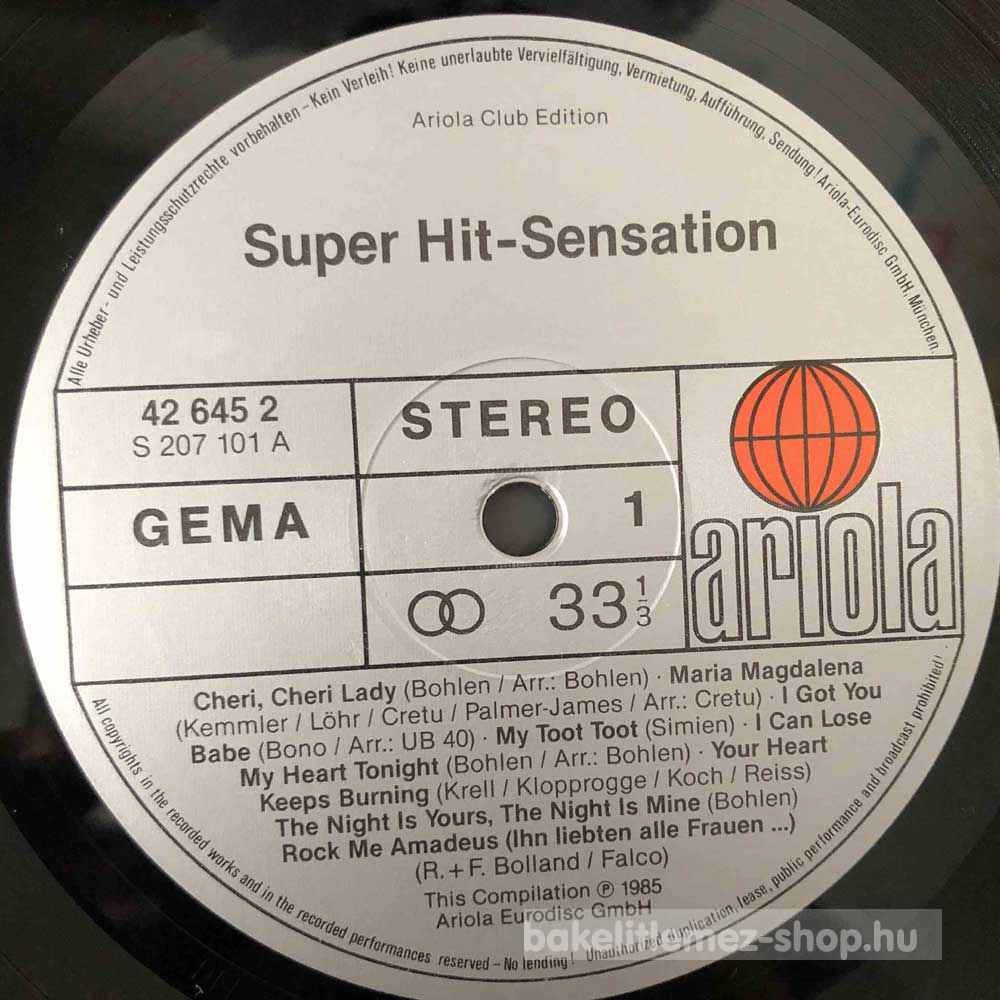 Alle Urheber- und Leistungsschutzrechte vorbehalten – Kein Verleih! Keine unerlaubte Vervielfältigung, Vermietung, Aufführung, Sendung! Ariola-Eurodisc GmbH, München.
Ariola Club Edition
Super Hit-Sensation
42 645 2
S 207 101 A
STEREO
GEMA
1
33 1/3
ariola
Cheri, Cheri Lady (Bohlen / Arr.: Bohlen) · Maria Magdalena
(Kemmler / Löhr / Cretu / Palmer-James / Arr.: Cretu) · I Got You
Babe (Bono / Arr.: UB 40) · My Toot Toot (Simien) · I Can Lose
My Heart Tonight (Bohlen / Arr.: Bohlen) · Your Heart
Keeps Burning (Krell / Klopprogge / Koch / Reiss)
The Night Is Yours, The Night Is Mine (Bohlen)
Rock Me Amadeus (Ihn liebten alle Frauen ...)
(R. + F. Bolland / Falco)
This Compilation ℗ 1985
Ariola Eurodisc GmbH
All copyrights in the recorded works and in the recorded performances reserved – No lending! Unauthorized duplication, lease, public performance and broadcast prohibited!
bakelitlemez-shop.hu